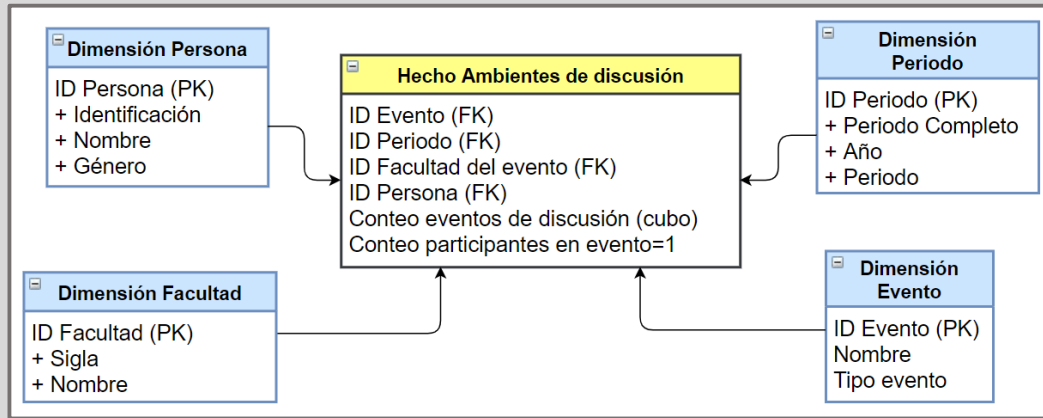 Dimensión Persona
ID Persona (PK)
+ Identificación
+ Nombre
+ Género
Hecho Ambientes de discusión
ID Evento (FK)
ID Periodo (FK)
ID Facultad del evento (FK)
ID Persona (FK)
Conteo eventos de discusión (cubo)
Conteo participantes en evento=1
Dimensión
Periodo
ID Periodo (PK)
+ Periodo Completo
+ Año
+ Periodo
Dimensión Facultad
ID Facultad (PK)
+ Sigla
+ Nombre
Dimensión
Evento
ID Evento (PK)
Nombre
Tipo evento